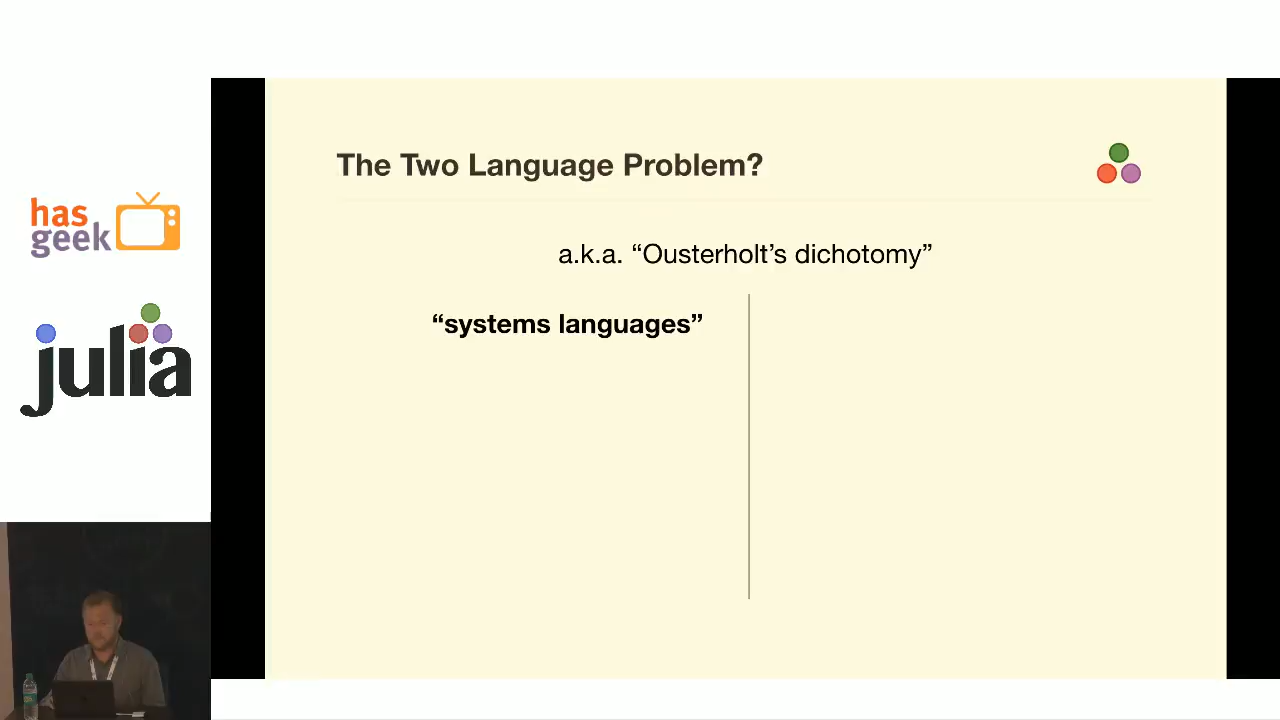 The Two Language Problem?
a.k.a. “Ousterholt’s dichotomy”
“systems languages”
has
geek
julia